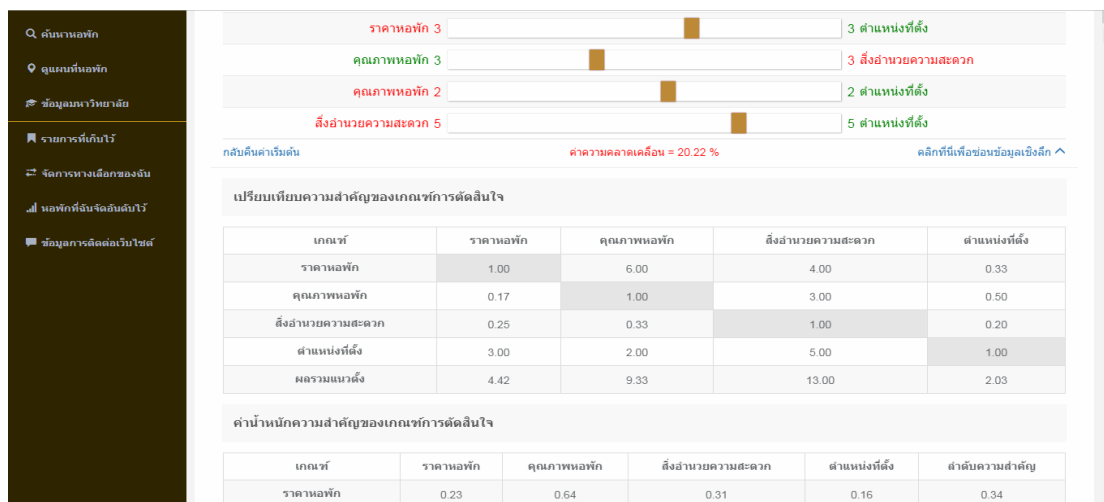 ค้นหาหอพัก
ดูแผนที่หอพัก
ข้อมูลมหาวิทยาลัย
รายการที่เก็บไว้
จัดการทางเลือกของฉัน
หอพักที่ฉันจัดอันดับไว้
ข้อมูลการติดต่อเว็บไซต์
ราคาหอพัก 3 3 ตำแหน่งที่ตั้ง
คุณภาพหอพัก 3 3 สิ่งอำนวยความสะดวก
คุณภาพหอพัก 2 2 ตำแหน่งที่ตั้ง
สิ่งอำนวยความสะดวก 5 5 ตำแหน่งที่ตั้ง
กลับคืนค่าเริ่มต้น ค่าความคลาดเคลื่อน = 20.22 % คลิกที่นี่เพื่อซ่อนข้อมูลเชิงลึก
เปรียบเทียบความสำคัญของเกณฑ์การตัดสินใจ
เกณฑ์ ราคาหอพัก คุณภาพหอพัก สิ่งอำนวยความสะดวก ตำแหน่งที่ตั้ง
ราคาหอพัก 1.00 6.00 4.00 0.33
คุณภาพหอพัก 0.17 1.00 3.00 0.50
สิ่งอำนวยความสะดวก 0.25 0.33 1.00 0.20
ตำแหน่งที่ตั้ง 3.00 2.00 5.00 1.00
ผลรวมแนวตั้ง 4.42 9.33 13.00 2.03
ค่าน้ำหนักความสำคัญของเกณฑ์การตัดสินใจ
เกณฑ์ ราคาหอพัก คุณภาพหอพัก สิ่งอำนวยความสะดวก ตำแหน่งที่ตั้ง ลำดับความสำคัญ
ราคาหอพัก 0.23 0.64 0.31 0.16 0.34